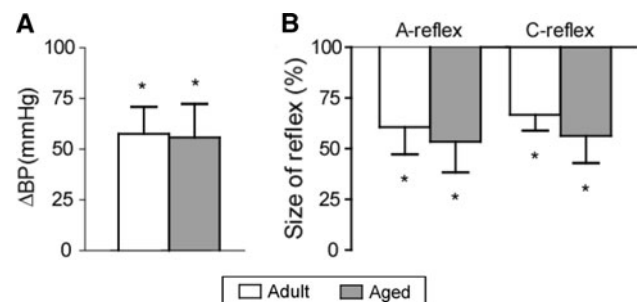 A
ΔBP(mmHg)
100
75
50
25
0
* *
B
A-reflex C-reflex
Size of reflex (%)
100
75
50
25
0
* * * *
Adult Aged